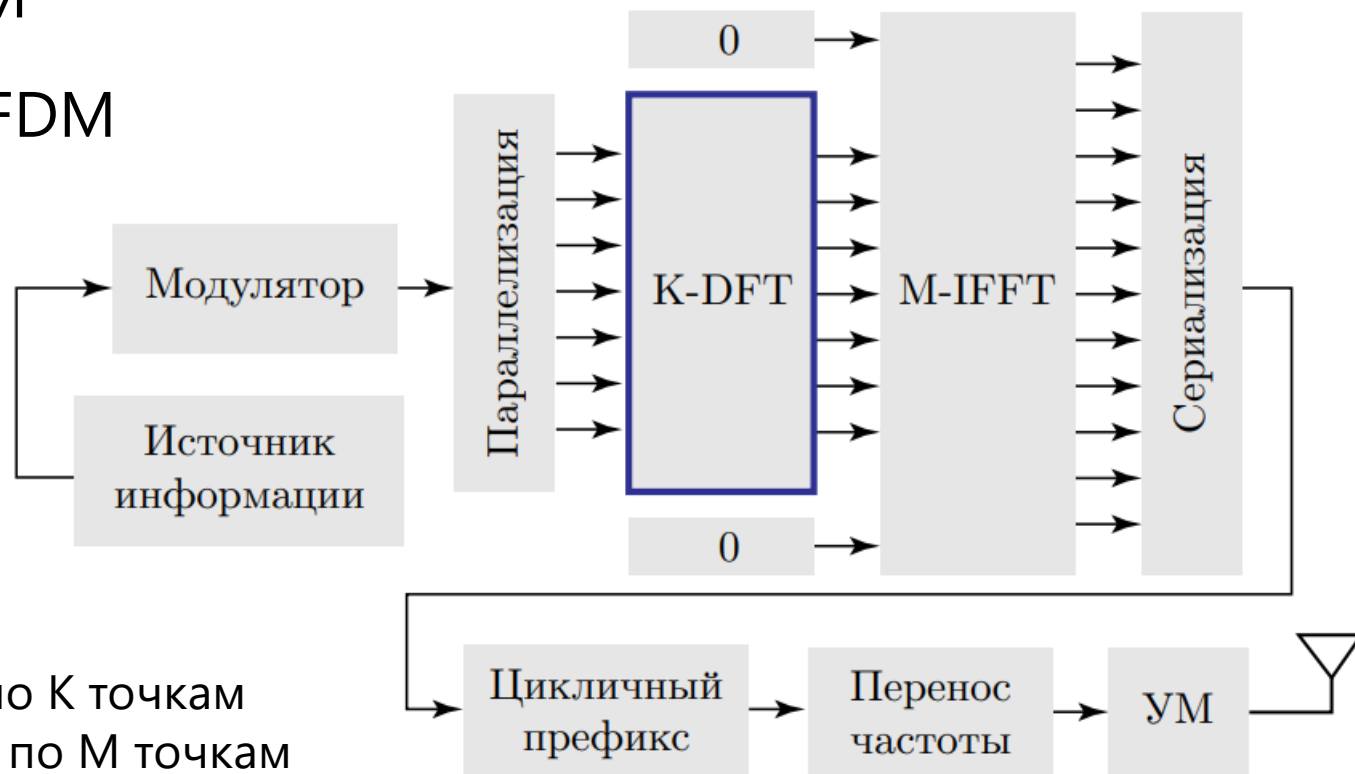 FDM
0
Параллелизация
K-DFT
M-IFFT
Сериализация
Модулятор
Источник
информации
0
по К точкам
по М точкам
Цикличный
префикс
Перенос
частоты
УМ